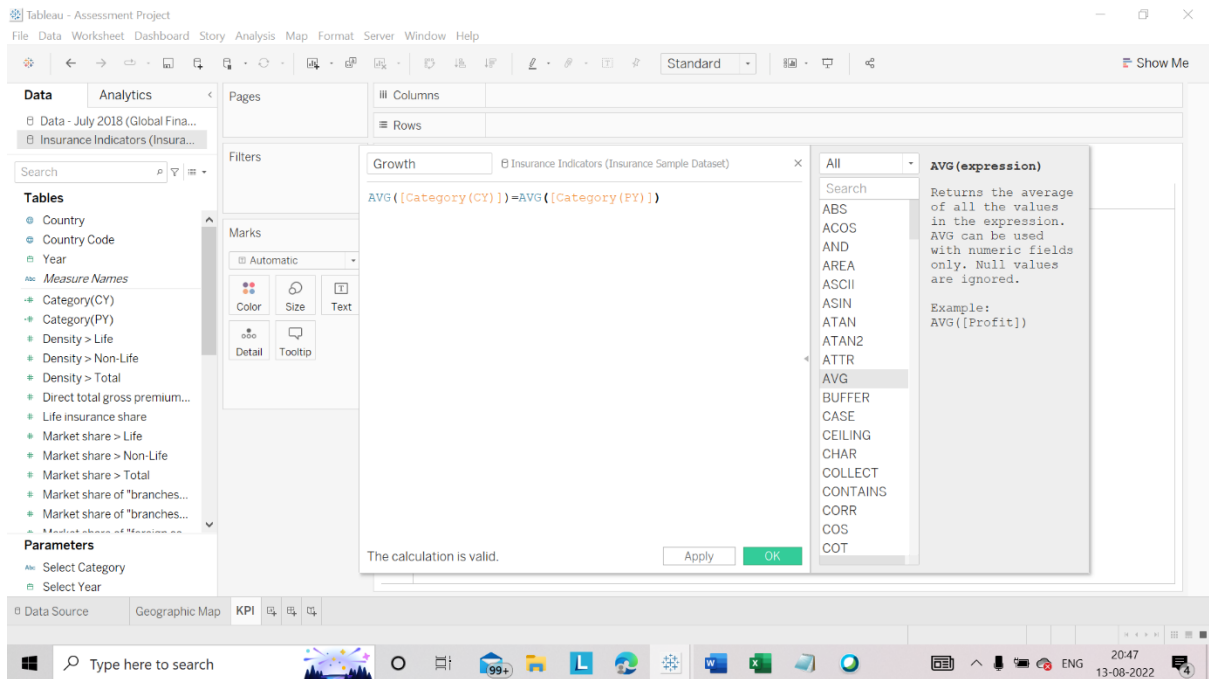 Tableau - Assessment Project
File Data Worksheet Dashboard Story Analysis Map Format Server Window Help
Standard
Show Me
Data Analytics
Pages
Columns
Data - July 2018 (Global Fina...
Insurance Indicators (Insura...
Rows
Search
Filters
Growth
Insurance Indicators (Insurance Sample Dataset)
AVG([Category(CY)])=AVG([Category(PY)])
Tables
Country
Country Code
Year
Abc Measure Names
Category(CY)
Category(PY)
Density > Life
Density > Non-Life
Density > Total
Direct total gross premium...
Life insurance share
Market share > Life
Market share > Non-Life
Market share > Total
Market share of "branches...
Market share of "branches...
Marks
Automatic
Color Size Text
Detail Tooltip
The calculation is valid.
Apply OK
All
Search
ABS
ACOS
AND
AREA
ASCII
ASIN
ATAN
ATAN2
ATTR
AVG
BUFFER
CASE
CEILING
CHAR
COLLECT
CONTAINS
CORR
COS
COT
AVG(expression)
Returns the average
of all the values
in the expression.
AVG can be used
with numeric fields
only. Null values
are ignored.
Example:
AVG([Profit])
Parameters
Abc Select Category
Select Year
Data Source Geographic Map KPI
Type here to search
99+
L
ENG
20:47
13-08-2022
4